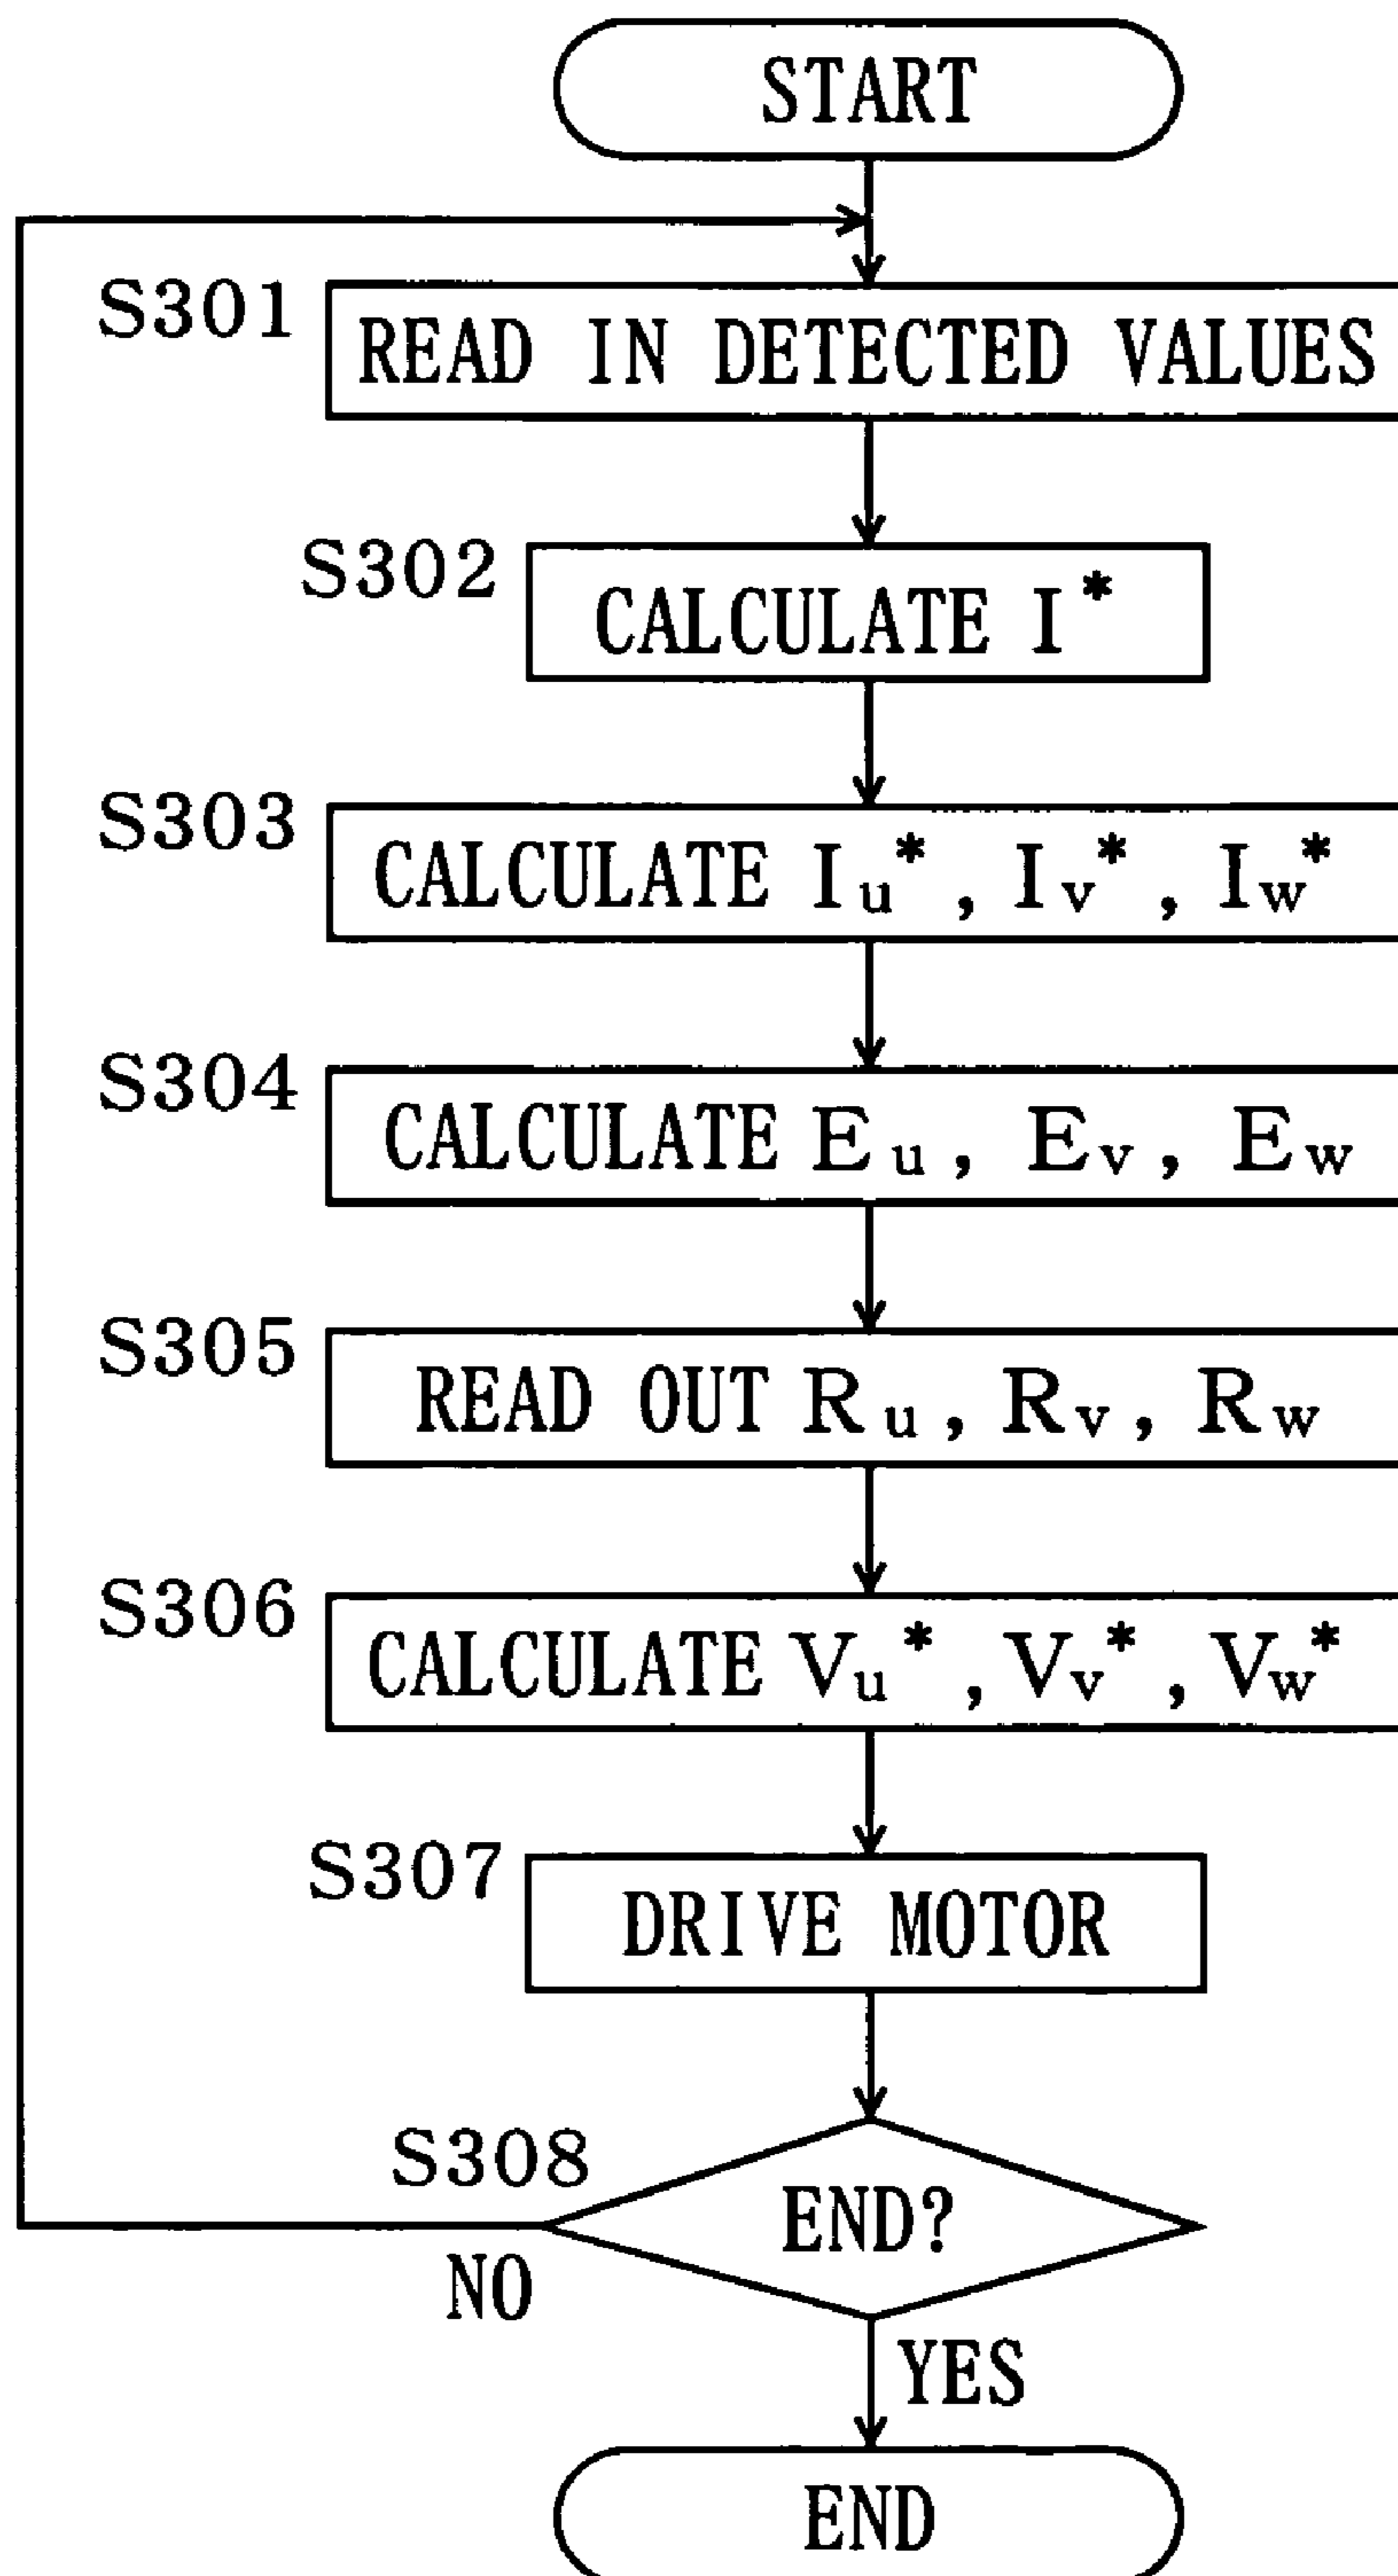 START
S301
READ IN DETECTED VALUES
S302
CALCULATE I*
S303
CALCULATE Iu*, Iv*, Iw*
S304
CALCULATE Eu, Ev, Ew
S305
READ OUT Ru, Rv, Rw
S306
CALCULATE Vu*, Vv*, Vw*
S307
DRIVE MOTOR
S308
END?
NO
YES
END